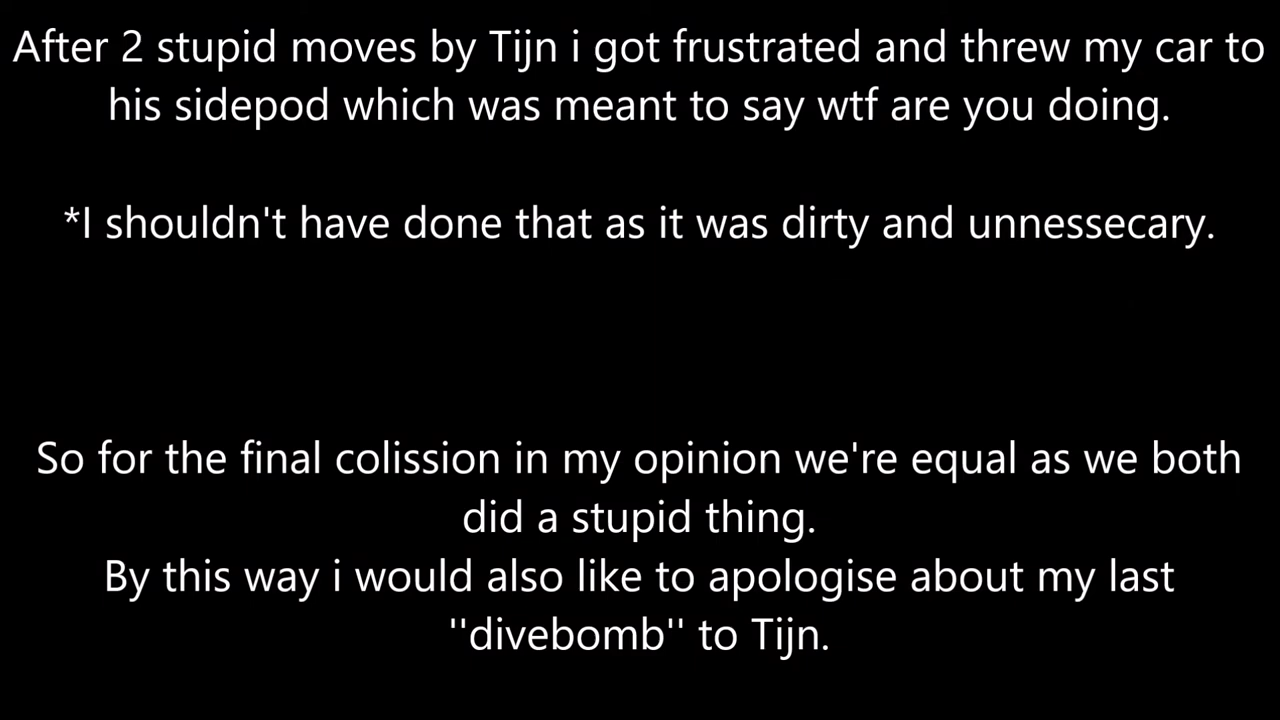 After 2 stupid moves by Tijn i got frustrated and threw my car to
his sidepod which was meant to say wtf are you doing.
*I shouldn't have done that as it was dirty and unnessecary.
So for the final colission in my opinion we're equal as we both
did a stupid thing.
By this way i would also like to apologise about my last
''divebomb'' to Tijn.